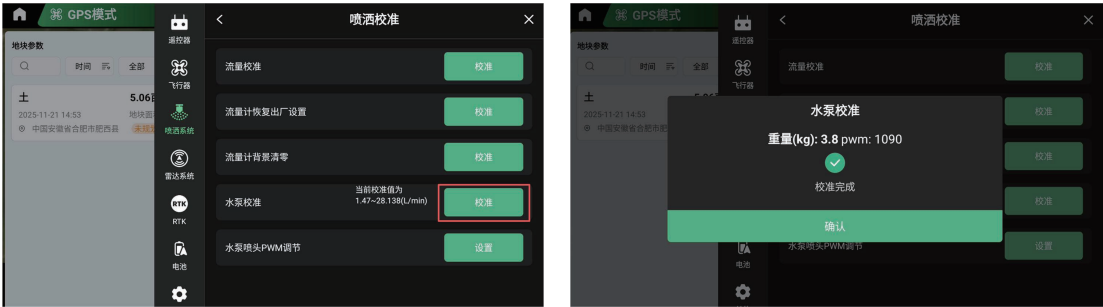 GPS模式
喷洒校准
遥控器
地块参数
时间
全部
流量校准
校准
飞行器
土
5.06
2025-11-21 14:53
地块面
中国安徽省合肥市肥西县
喷洒系统
流量计恢复出厂设置
校准
流量计背景清零
校准
雷达系统
水泵校准
当前校准值为
1.47~28.138(L/min)
校准
RTK
RTK
水泵喷头PWM调节
设置
电池
GPS模式
喷洒校准
遥控器
地块参数
时间
全部
流量校准
校准
飞行器
土
2025-11-21 14:53
中国安徽省合肥市肥
水泵校准
重量(kg): 3.8 pwm: 1090
校准完成
确认
校准
校准
校准
水泵喷头PWM调节
设置
电池